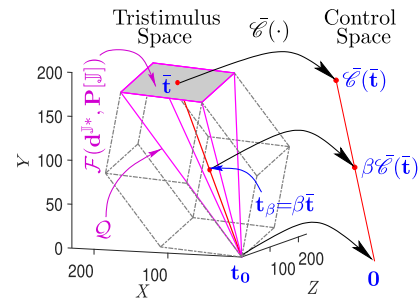 Tristimulus
Space
𝒞̄(·)
Control
Space
Y
200
150
100
50
0
ℱ(d^𝕁*, P[𝕁])
t̄
𝒞̄(t̄)
β𝒞̄(t̄)
t_β=βt̄
𝒬
200
100
X
t₀
100
200
Z
0